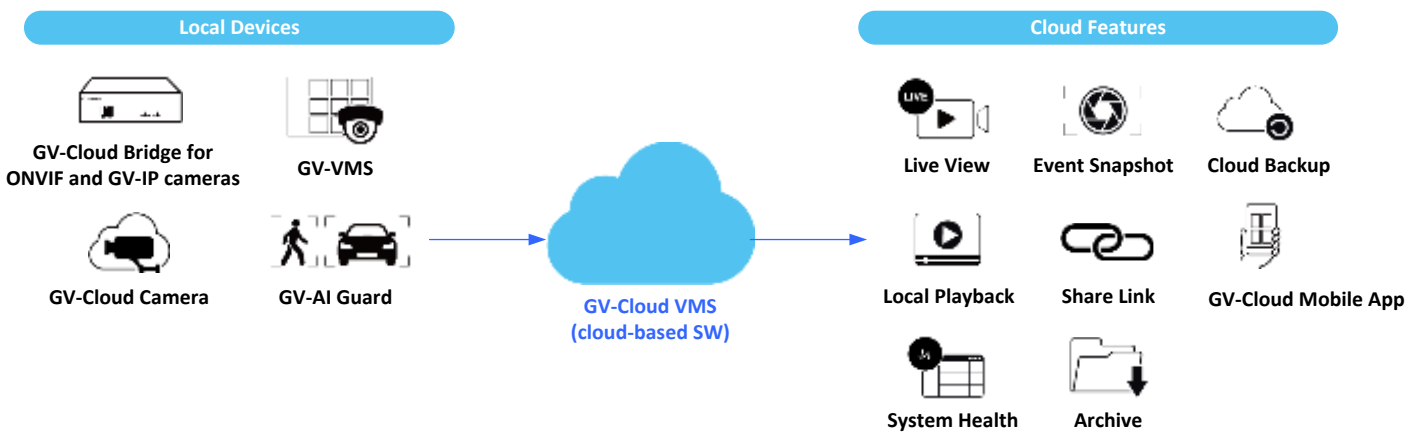 Local Devices
Cloud Features
GV-Cloud Bridge for
ONVIF and GV-IP cameras
GV-VMS
GV-Cloud Camera
GV-AI Guard
GV-Cloud VMS
(cloud-based SW)
LIVE
Live View
Event Snapshot
Cloud Backup
Local Playback
Share Link
GV-Cloud Mobile App
System Health
Archive